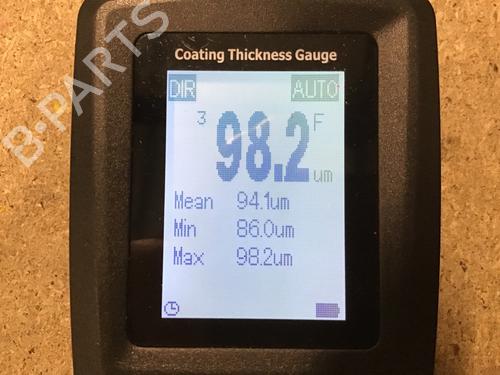 B-PARTS
Coating Thickness Gauge
DIR AUTO
3 98.2 F um
Mean 94.1um
Min 86.0um
Max 98.2um